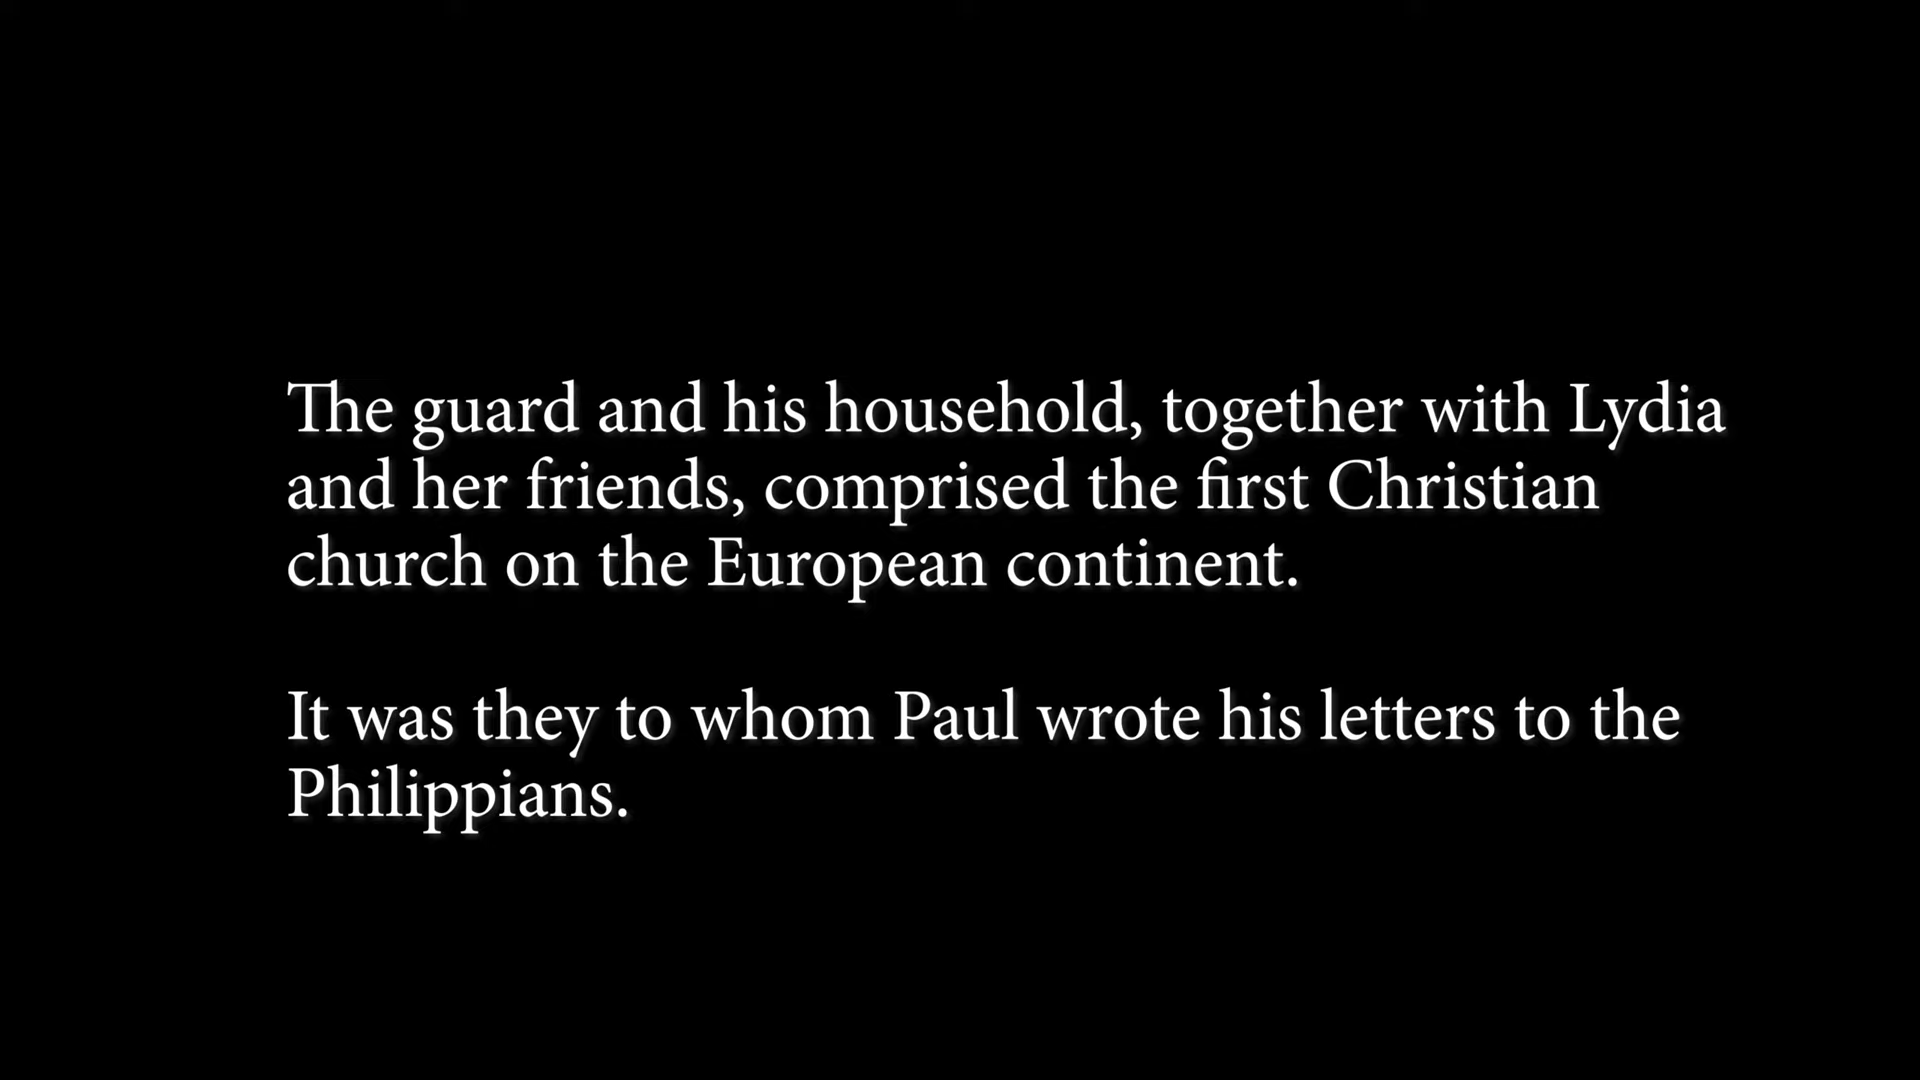 The guard and his household, together with Lydia
and her friends, comprised the first Christian
church on the European continent.
It was they to whom Paul wrote his letters to the
Philippians.